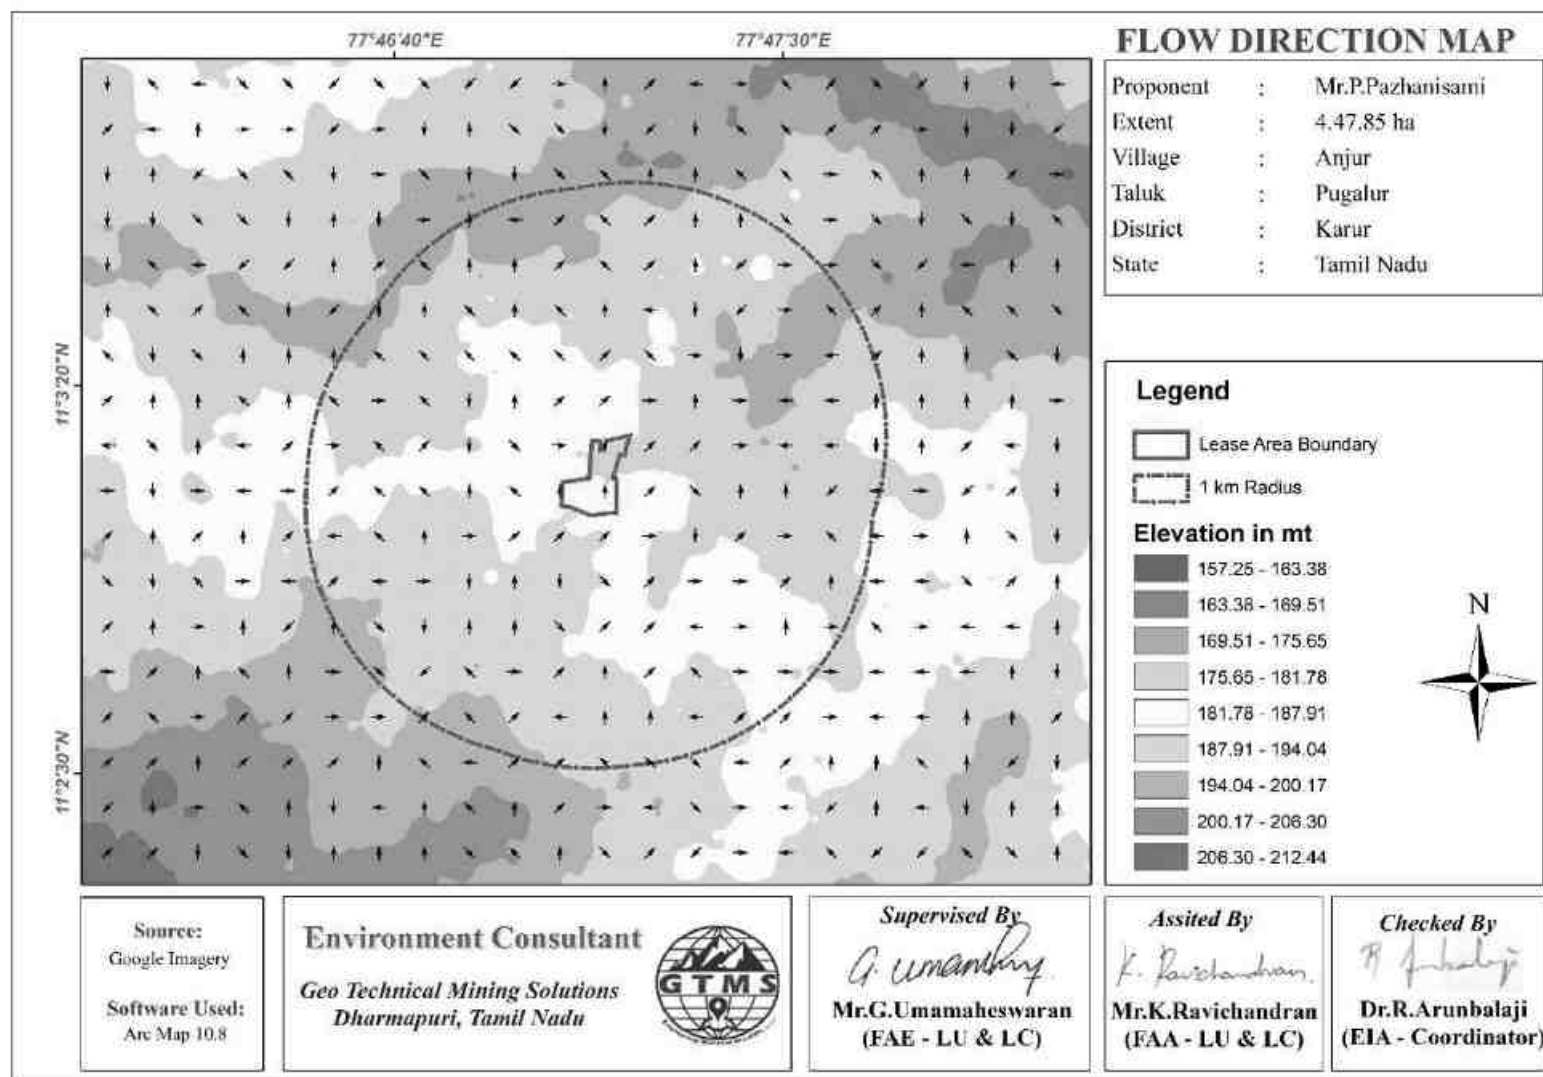 77°46'40"E
77°47'30"E
11°3'20"N
11°2'30"N
FLOW DIRECTION MAP
Proponent : Mr.P.Pazhanisami
Extent : 4.47.85 ha
Village : Anjur
Taluk : Pugalur
District : Karur
State : Tamil Nadu
Legend
Lease Area Boundary
1 km Radius
Elevation in mt
157.25 - 163.38
163.38 - 169.51
169.51 - 175.65
175.65 - 181.78
181.78 - 187.91
187.91 - 194.04
194.04 - 200.17
200.17 - 206.30
206.30 - 212.44
N
Source:
Google Imagery
Software Used:
Arc Map 10.8
Environment Consultant
Geo Technical Mining Solutions
Dharmapuri, Tamil Nadu
GTMS
Supervised By
Mr.G.Umamaheswaran
(FAE - LU & LC)
Assited By
K. Ravichandran
Mr.K.Ravichandran
(FAA - LU & LC)
Checked By
Dr.R.Arunbalaji
(EIA - Coordinator)